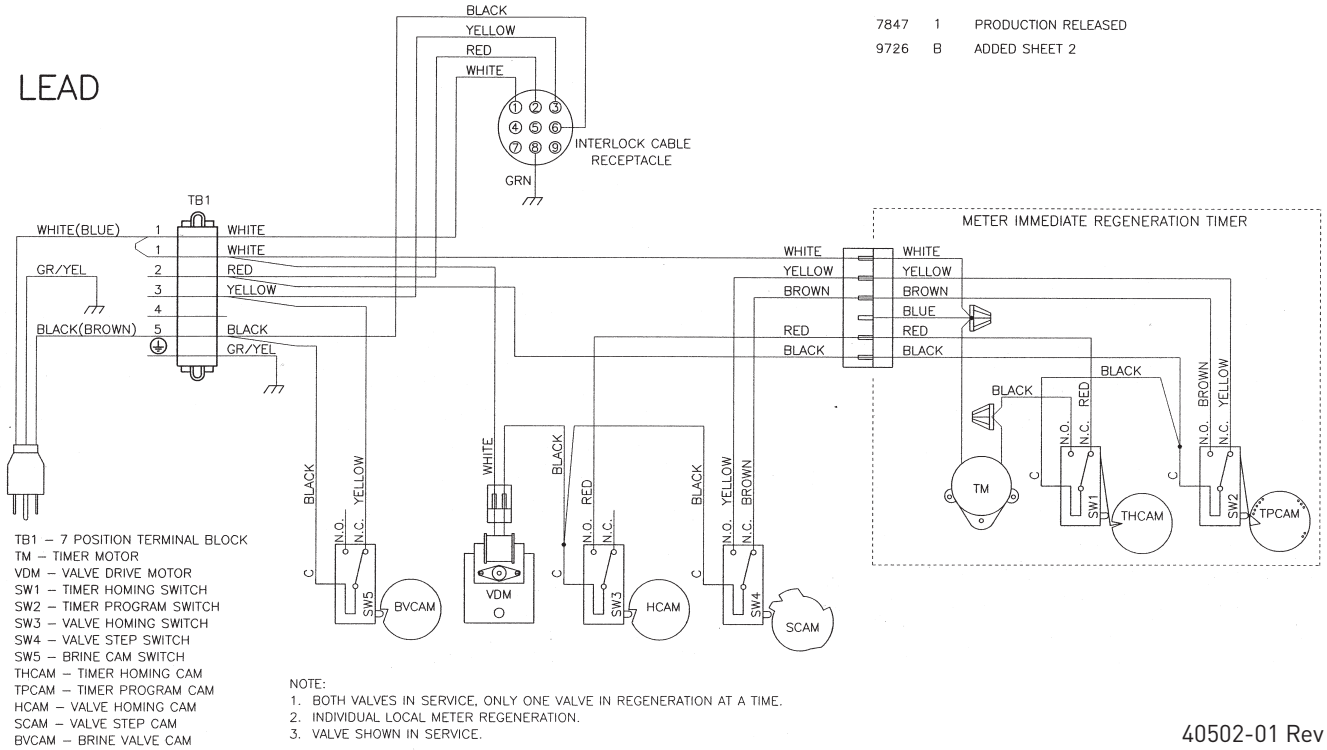 7847 1 PRODUCTION RELEASED
9726 B ADDED SHEET 2
LEAD
BLACK
YELLOW
RED
WHITE
1 2 3
4 5 6
7 8 9
INTERLOCK CABLE
RECEPTACLE
GRN
TB1
WHITE(BLUE) 1 WHITE
1 WHITE
GR/YEL 2 RED
3 YELLOW
4
BLACK(BROWN) 5 BLACK
GR/YEL
METER IMMEDIATE REGENERATION TIMER
WHITE WHITE
YELLOW YELLOW
BROWN BROWN
BLUE
RED RED
BLACK BLACK
BLACK
BLACK
RED
BROWN
YELLOW
N.O.
N.C.
N.O.
N.C.
C
C
TM
SW1
THCAM
SW2
TPCAM
BLACK
YELLOW
WHITE
BLACK
RED
BLACK
YELLOW
BROWN
N.O.
N.C.
N.O.
N.C.
N.O.
N.C.
C
C
C
SW5
BVCAM
VDM
SW3
HCAM
SW4
SCAM
TB1 – 7 POSITION TERMINAL BLOCK
TM – TIMER MOTOR
VDM – VALVE DRIVE MOTOR
SW1 – TIMER HOMING SWITCH
SW2 – TIMER PROGRAM SWITCH
SW3 – VALVE HOMING SWITCH
SW4 – VALVE STEP SWITCH
SW5 – BRINE CAM SWITCH
THCAM – TIMER HOMING CAM
TPCAM – TIMER PROGRAM CAM
HCAM – VALVE HOMING CAM
SCAM – VALVE STEP CAM
BVCAM – BRINE VALVE CAM
NOTE:
1. BOTH VALVES IN SERVICE, ONLY ONE VALVE IN REGENERATION AT A TIME.
2. INDIVIDUAL LOCAL METER REGENERATION.
3. VALVE SHOWN IN SERVICE.
40502-01 Rev